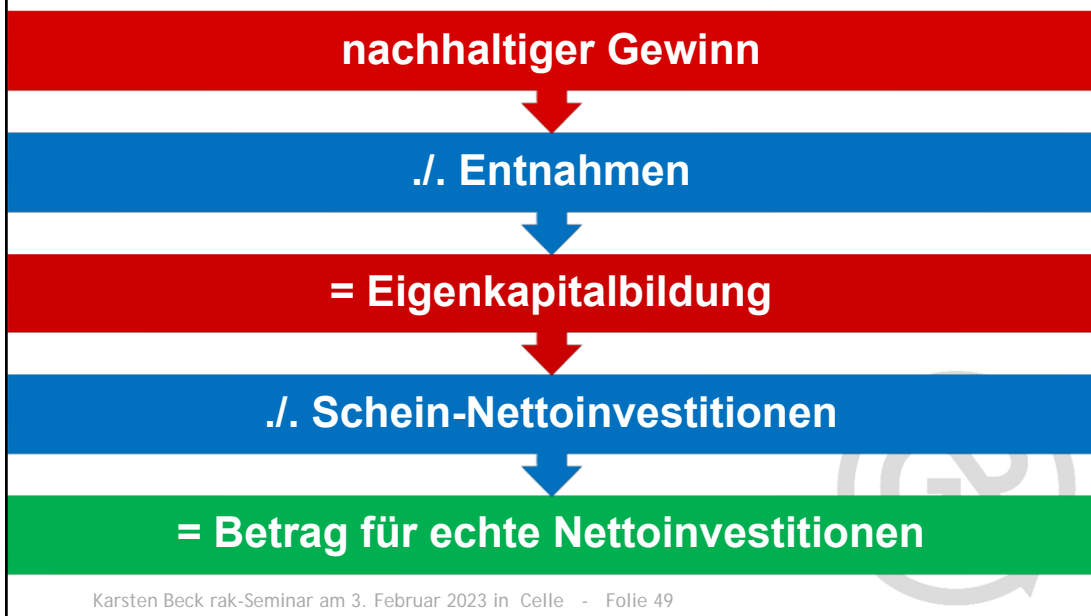 nachhaltiger Gewinn
./. Entnahmen
= Eigenkapitalbildung
./. Schein-Nettoinvestitionen
= Betrag für echte Nettoinvestitionen
Karsten Beck rak-Seminar am 3. Februar 2023 in Celle - Folie 49